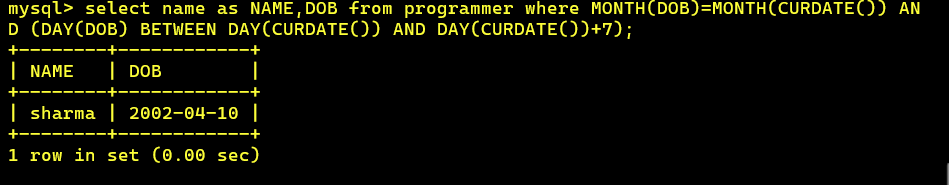 mysql> select name as NAME,DOB from programmer where MONTH(DOB)=MONTH(CURDATE()) AN
D (DAY(DOB) BETWEEN DAY(CURDATE()) AND DAY(CURDATE())+7);
+--------+------------+
| NAME   | DOB        |
+--------+------------+
| sharma | 2002-04-10 |
+--------+------------+
1 row in set (0.00 sec)